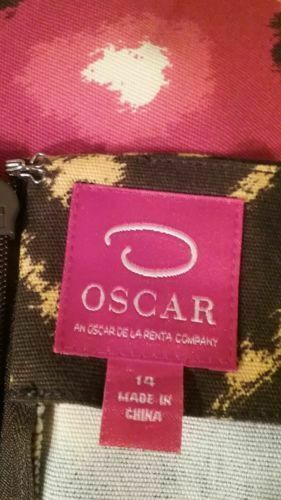 OSCAR
AN OSCAR DE LA RENTA COMPANY
14
MADE IN
CHINA